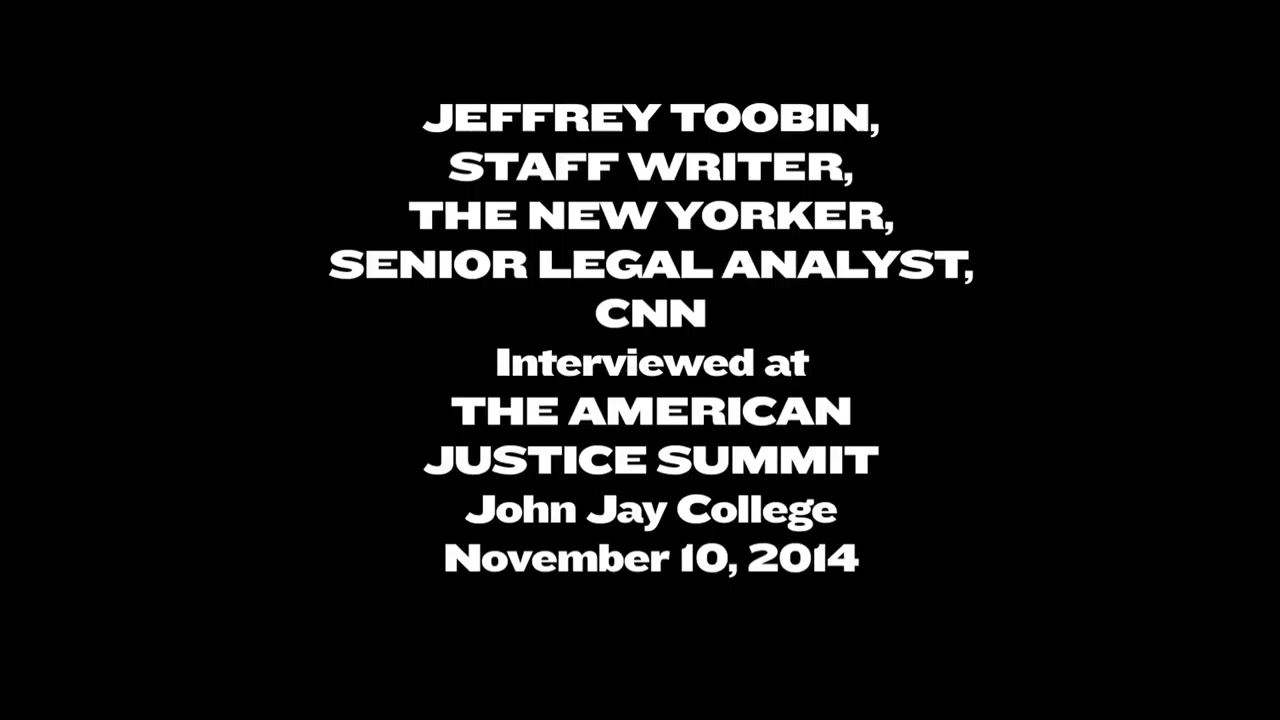 JEFFREY TOOBIN,
STAFF WRITER,
THE NEW YORKER,
SENIOR LEGAL ANALYST,
CNN
Interviewed at
THE AMERICAN
JUSTICE SUMMIT
John Jay College
November 10, 2014